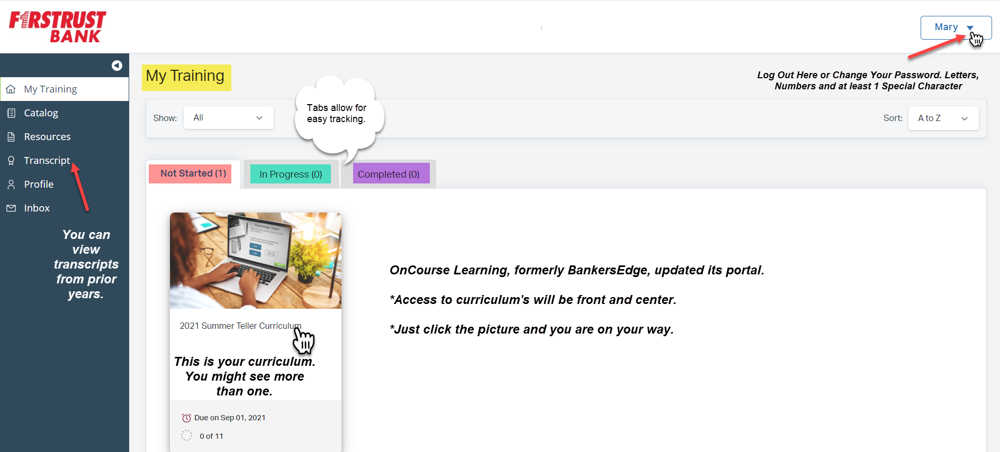 F1RSTRUST
BANK
Mary
My Training
Catalog
Resources
Transcript
Profile
Inbox
You can
view
transcripts
from prior
years.
My Training
Log Out Here or Change Your Password. Letters,
Numbers and at least 1 Special Character
Tabs allow for
easy tracking.
Show: All
Sort: A to Z
Not Started (1)
In Progress (0)
Completed (0)
Knowledge Check
OnCourse Learning, formerly BankersEdge, updated its portal.
*Access to curriculum's will be front and center.
*Just click the picture and you are on your way.
2021 Summer Teller Curriculum
This is your curriculum.
You might see more
than one.
Due on Sep 01, 2021
0 of 11